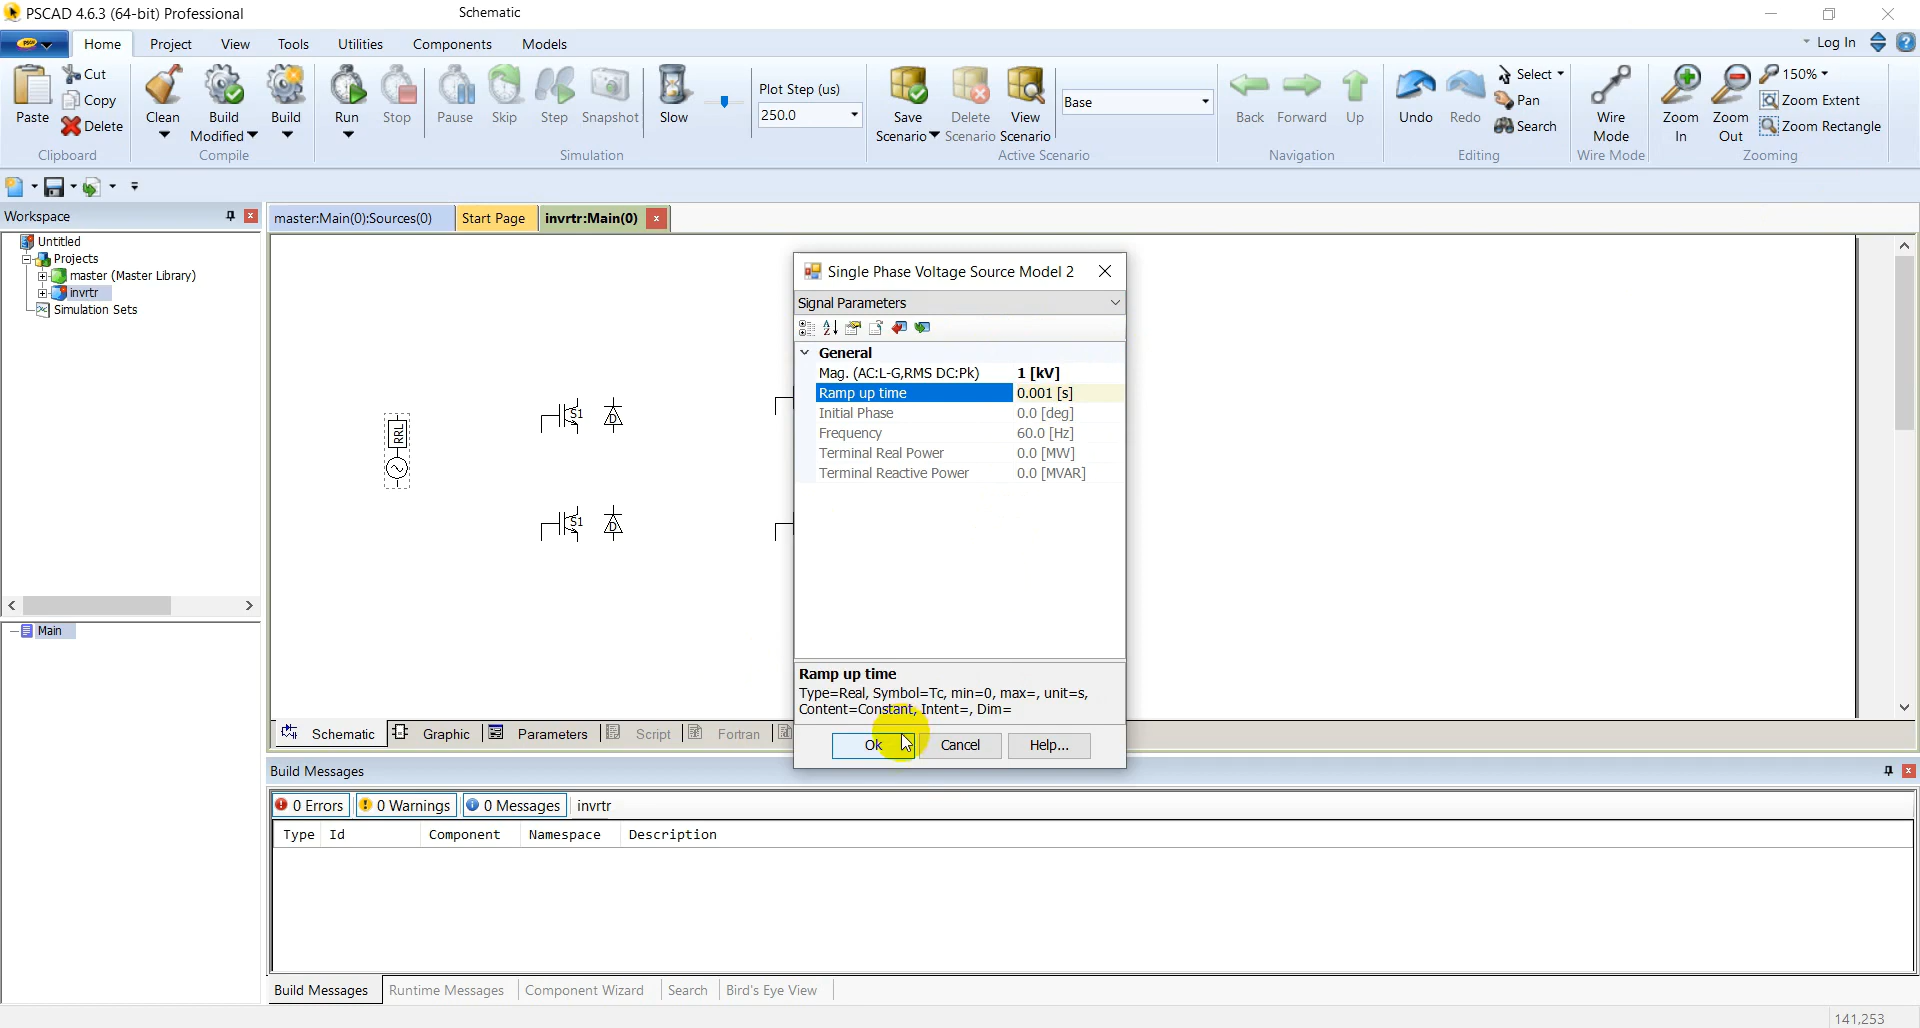 PSCAD 4.6.3 (64-bit) Professional
Schematic
PSCAD
Home
Project
View
Tools
Utilities
Components
Models
Log In
Paste
Cut
Copy
Delete
Clipboard
Clean
Build Modified
Build
Compile
Run
Stop
Pause
Skip
Step
Snapshot
Slow
Plot Step (us)
250.0
Simulation
Save Scenario
Delete Scenario
View Scenario
Base
Active Scenario
Back
Forward
Up
Navigation
Undo
Redo
Select
Pan
Search
Editing
Wire Mode
Wire Mode
Zoom In
Zoom Out
150%
Zoom Extent
Zoom Rectangle
Zooming
Workspace
Untitled
Projects
master (Master Library)
invrtr
Simulation Sets
Main
master:Main(0):Sources(0)
Start Page
invrtr:Main(0)
RRL
S1
D
S1
D
Single Phase Voltage Source Model 2
Signal Parameters
General
Mag. (AC:L-G,RMS DC:Pk) 1 [kV]
Ramp up time 0.001 [s]
Initial Phase 0.0 [deg]
Frequency 60.0 [Hz]
Terminal Real Power 0.0 [MW]
Terminal Reactive Power 0.0 [MVAR]
Ramp up time
Type=Real, Symbol=Tc, min=0, max=, unit=s,
Content=Constant, Intent=, Dim=
Ok
Cancel
Help...
Schematic
Graphic
Parameters
Script
Fortran
Build Messages
0 Errors
0 Warnings
0 Messages
invrtr
Type
Id
Component
Namespace
Description
Build Messages
Runtime Messages
Component Wizard
Search
Bird's Eye View
141,253